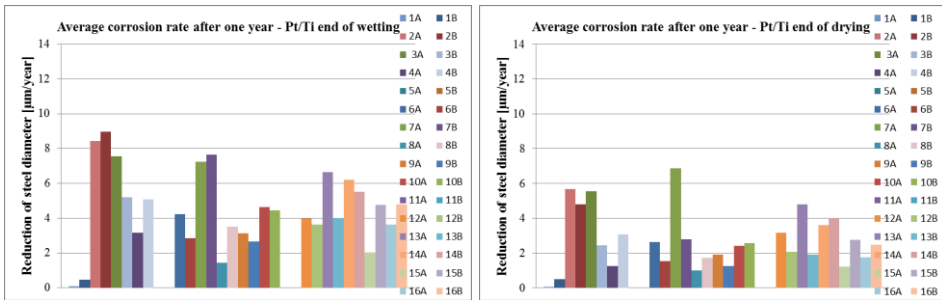 Average corrosion rate after one year - Pt/Ti end of wetting
Reduction of steel diameter [µm/year]
14
12
10
8
6
4
2
0
1A 1B
2A 2B
3A 3B
4A 4B
5A 5B
6A 6B
7A 7B
8A 8B
9A 9B
10A 10B
11A 11B
12A 12B
13A 13B
14A 14B
15A 15B
16A 16B
Average corrosion rate after one year - Pt/Ti end of drying
Reduction of steel diameter [µm/year]
14
12
10
8
6
4
2
0
1A 1B
2A 2B
3A 3B
4A 4B
5A 5B
6A 6B
7A 7B
8A 8B
9A 9B
10A 10B
11A 11B
12A 12B
13A 13B
14A 14B
15A 15B
16A 16B